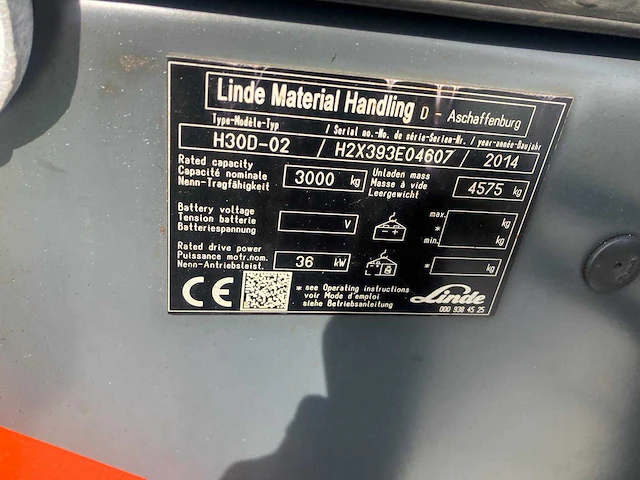 Linde Material Handling D - Aschaffenburg
Type-Modèle-Typ / Serial no.-No. de série-Serien-Nr. / year-année-Baujahr
H30D-02 / H2X393E04607 / 2014
Rated capacity
Capacité nominale
Nenn-Tragfähigkeit
3000 kg
Unladen mass
Masse à vide
Leergewicht
4575 kg
Battery voltage
Tension batterie
Batteriespannung
V
max. kg
*
min. kg
Rated drive power
Puissance motr.nom.
Nenn-Antriebsleist.
36 kW
* kg
CE
* see Operating instructions
voir Mode d'emploi
siehe Betriebsanleitung
Linde
000 938 45 25